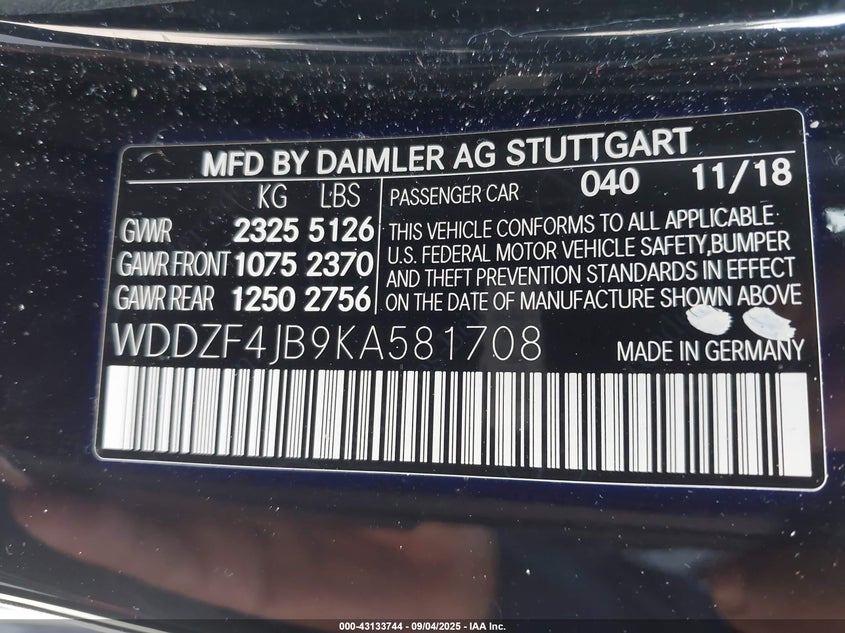 MFD BY DAIMLER AG STUTTGART
KG LBS
PASSENGER CAR 040 11/18
GVWR 2325 5126
GAWR FRONT 1075 2370
GAWR REAR 1250 2756
THIS VEHICLE CONFORMS TO ALL APPLICABLE
U.S. FEDERAL MOTOR VEHICLE SAFETY,BUMPER
AND THEFT PREVENTION STANDARDS IN EFFECT
ON THE DATE OF MANUFACTURE SHOWN ABOVE
WDDZF4JB9KA581708
MADE IN GERMANY
000-43133744 - 09/04/2025 - IAA Inc.